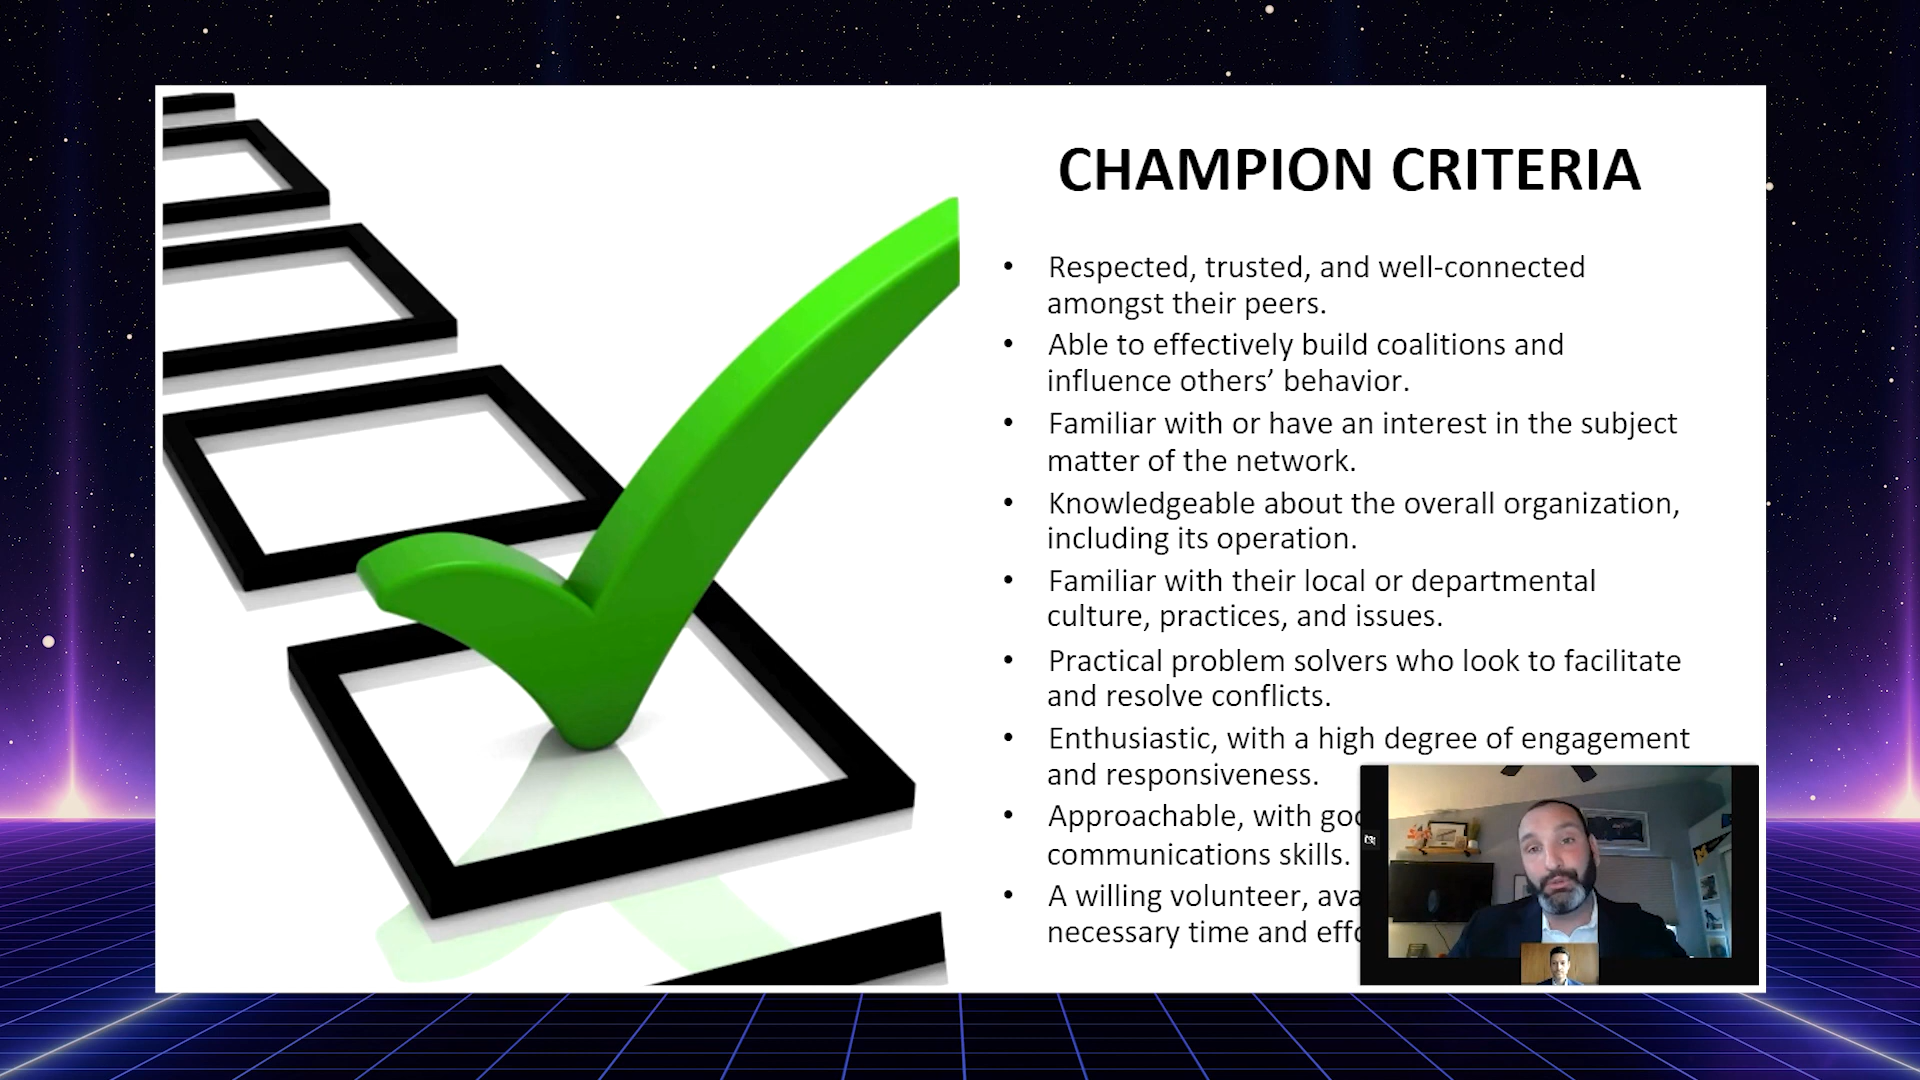 CHAMPION CRITERIA
• Respected, trusted, and well-connected
amongst their peers.
• Able to effectively build coalitions and
influence others’ behavior.
• Familiar with or have an interest in the subject
matter of the network.
• Knowledgeable about the overall organization,
including its operation.
• Familiar with their local or departmental
culture, practices, and issues.
• Practical problem solvers who look to facilitate
and resolve conflicts.
• Enthusiastic, with a high degree of engagement
and responsiveness.
• Approachable, with
communications skills.
• A willing volunteer,
necessary time and